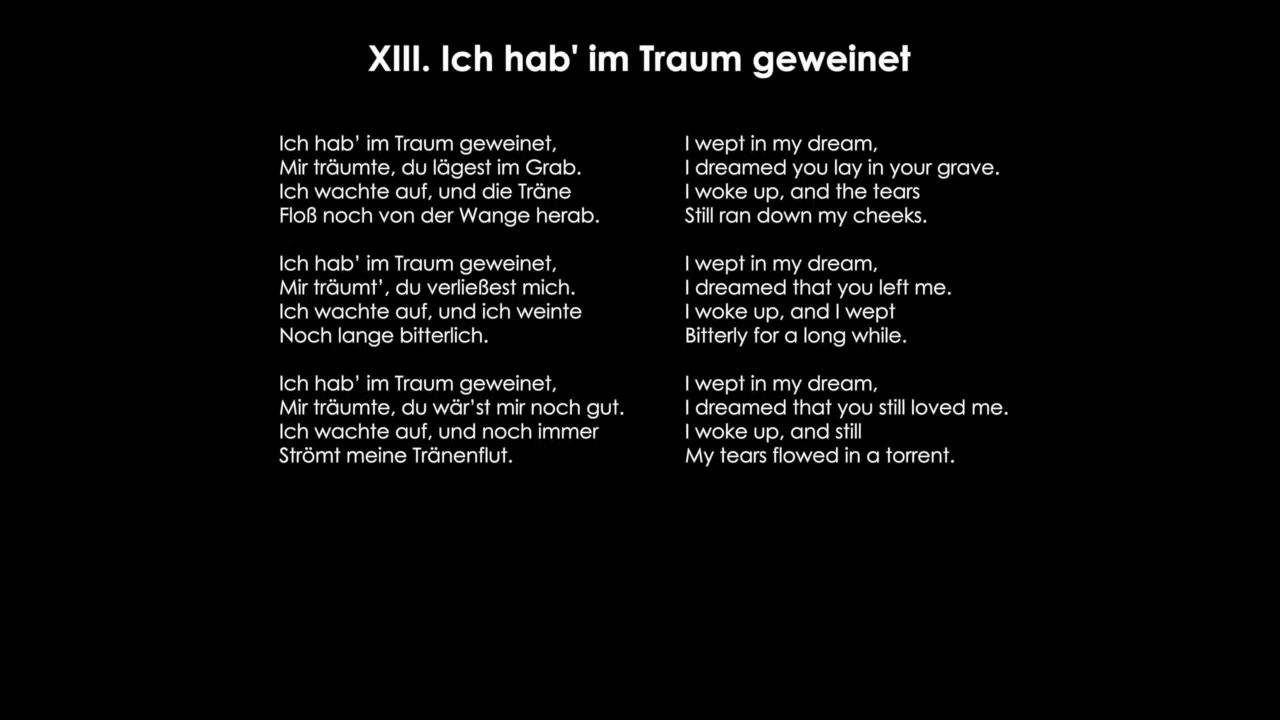 XIII. Ich hab' im Traum geweinet
Ich hab’ im Traum geweinet,
Mir träumte, du lägest im Grab.
Ich wachte auf, und die Träne
Floß noch von der Wange herab.
Ich hab’ im Traum geweinet,
Mir träumt’, du verließest mich.
Ich wachte auf, und ich weinte
Noch lange bitterlich.
Ich hab’ im Traum geweinet,
Mir träumte, du wär’st mir noch gut.
Ich wachte auf, und noch immer
Strömt meine Tränenflut.
I wept in my dream,
I dreamed you lay in your grave.
I woke up, and the tears
Still ran down my cheeks.
I wept in my dream,
I dreamed that you left me.
I woke up, and I wept
Bitterly for a long while.
I wept in my dream,
I dreamed that you still loved me.
I woke up, and still
My tears flowed in a torrent.